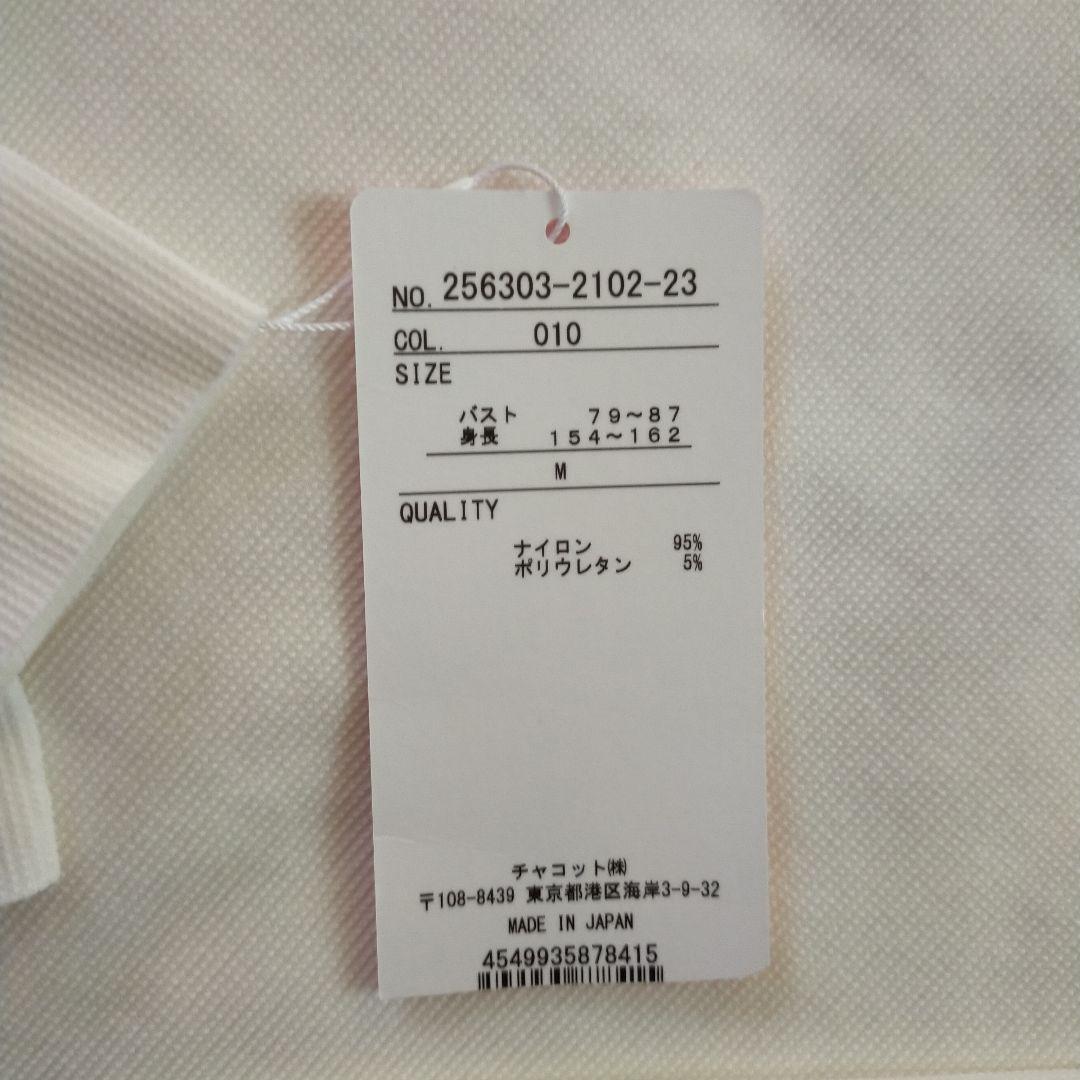 NO. 256303-2102-23
COL. 010
SIZE
バスト 79～87
身長 154～162
M
QUALITY
ナイロン 95%
ポリウレタン 5%
チャコット㈱
〒108-8439 東京都港区海岸3-9-32
MADE IN JAPAN
4549935878415